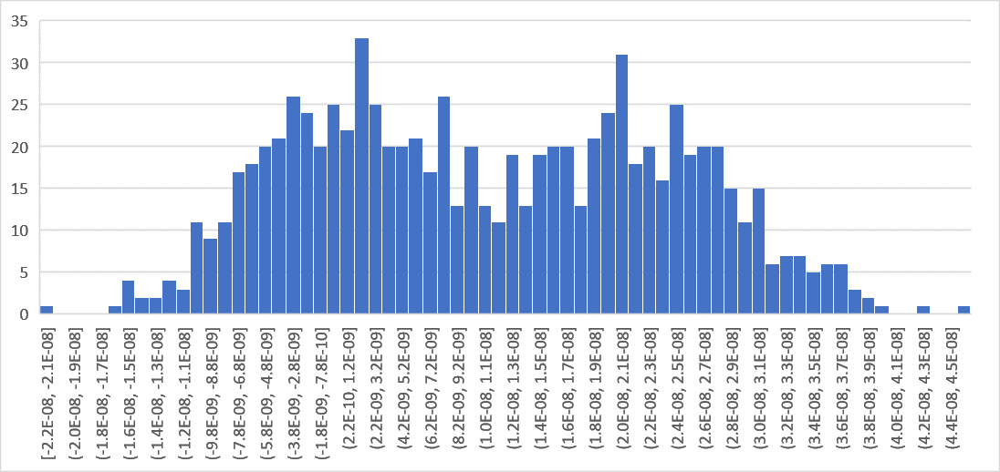 35
30
25
20
15
10
5
0
[-2.2E-08, -2.1E-08]
(-2.0E-08, -1.9E-08]
(-1.8E-08, -1.7E-08]
(-1.6E-08, -1.5E-08]
(-1.4E-08, -1.3E-08]
(-1.2E-08, -1.1E-08]
(-9.8E-09, -8.8E-09]
(-7.8E-09, -6.8E-09]
(-5.8E-09, -4.8E-09]
(-3.8E-09, -2.8E-09]
(-1.8E-09, -7.8E-10]
(2.2E-10, 1.2E-09]
(2.2E-09, 3.2E-09]
(4.2E-09, 5.2E-09]
(6.2E-09, 7.2E-09]
(8.2E-09, 9.2E-09]
(1.0E-08, 1.1E-08]
(1.2E-08, 1.3E-08]
(1.4E-08, 1.5E-08]
(1.6E-08, 1.7E-08]
(1.8E-08, 1.9E-08]
(2.0E-08, 2.1E-08]
(2.2E-08, 2.3E-08]
(2.4E-08, 2.5E-08]
(2.6E-08, 2.7E-08]
(2.8E-08, 2.9E-08]
(3.0E-08, 3.1E-08]
(3.2E-08, 3.3E-08]
(3.4E-08, 3.5E-08]
(3.6E-08, 3.7E-08]
(3.8E-08, 3.9E-08]
(4.0E-08, 4.1E-08]
(4.2E-08, 4.3E-08]
(4.4E-08, 4.5E-08]